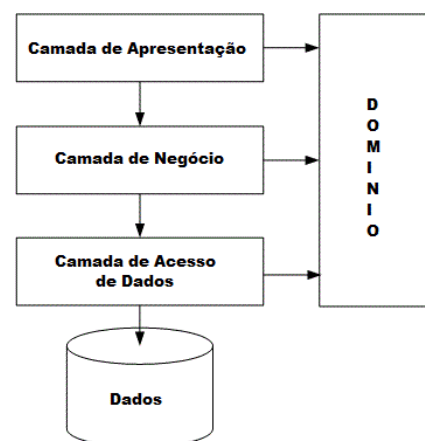 Camada de Apresentação
Camada de Negócio
Camada de Acesso
de Dados
Dados
D
O
M
I
N
I
O